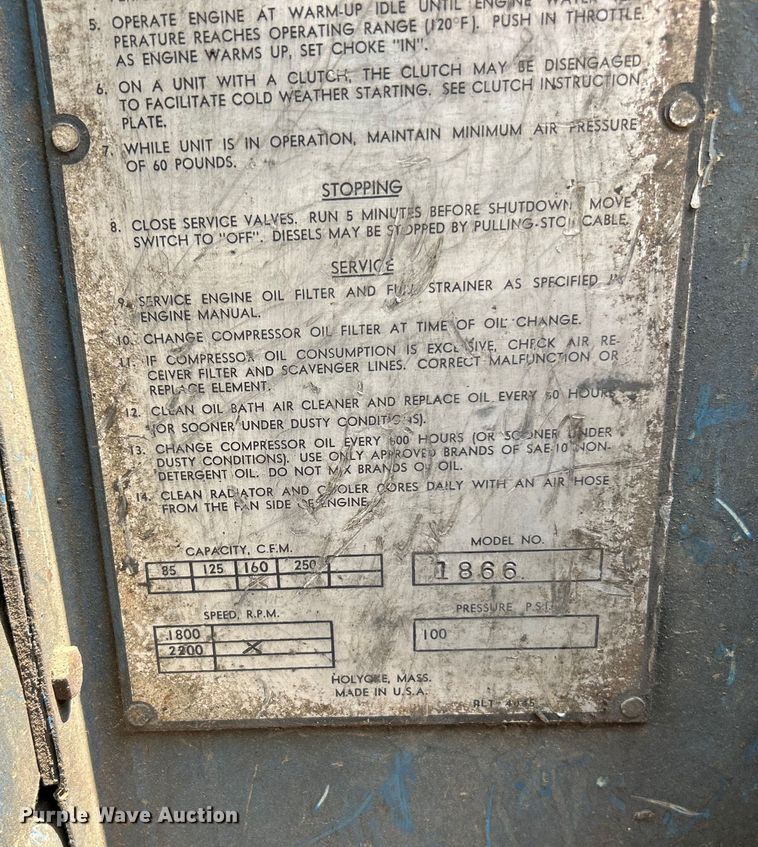 5. OPERATE ENGINE AT WARM-UP IDLE UNTIL ENGINE WATER
PERATURE REACHES OPERATING RANGE (120°F). PUSH IN THROTTLE.
AS ENGINE WARMS UP, SET CHOKE "IN".
6. ON A UNIT WITH A CLUTCH, THE CLUTCH MAY BE DISENGAGED
TO FACILITATE COLD WEATHER STARTING. SEE CLUTCH INSTRUCTION
PLATE.
7. WHILE UNIT IS IN OPERATION, MAINTAIN MINIMUM AIR PRESSURE
OF 60 POUNDS.
STOPPING
8. CLOSE SERVICE VALVES. RUN 5 MINUTES BEFORE SHUTDOWN. MOVE
SWITCH TO "OFF". DIESELS MAY BE STOPPED BY PULLING STOP CABLE.
SERVICE
9. SERVICE ENGINE OIL FILTER AND FUEL STRAINER AS SPECIFIED IN
ENGINE MANUAL.
10. CHANGE COMPRESSOR OIL FILTER AT TIME OF OIL CHANGE.
11. IF COMPRESSOR OIL CONSUMPTION IS EXCESSIVE, CHECK AIR RE-
CEIVER FILTER AND SCAVENGER LINES. CORRECT MALFUNCTION OR
REPLACE ELEMENT.
12. CLEAN OIL BATH AIR CLEANER AND REPLACE OIL EVERY 50 HOURS
(OR SOONER UNDER DUSTY CONDITIONS).
13. CHANGE COMPRESSOR OIL EVERY 500 HOURS (OR SOONER UNDER
DUSTY CONDITIONS). USE ONLY APPROVED BRANDS OF SAE 10 NON-
DETERGENT OIL. DO NOT MIX BRANDS OF OIL.
14. CLEAN RADIATOR AND COOLER CORES DAILY WITH AN AIR HOSE
FROM THE FAN SIDE OF ENGINE.
CAPACITY, C.F.M.
85 125 160 250
MODEL NO.
1866
SPEED, R.P.M.
1800
2200 X
PRESSURE P.S.I.
100
HOLYOKE, MASS.
MADE IN U.S.A.
Purple Wave Auction